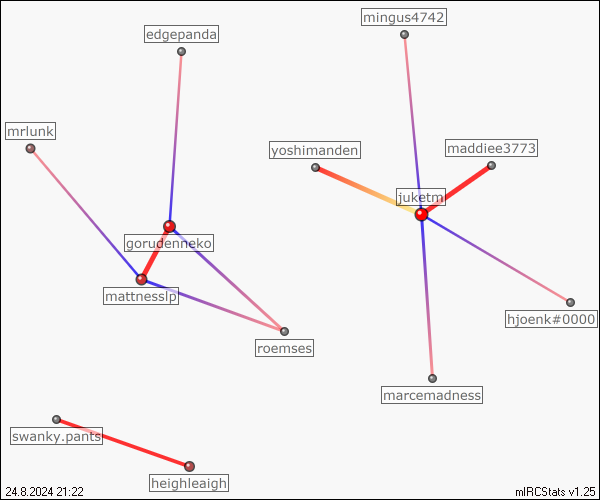 mingus4742
edgepanda
mrlunk
yoshimanden
maddiee3773
juketm
gorudenneko
mattnesslp
hjoenk#0000
roemses
marcemadness
swanky.pants
heighleaigh
24.8.2024 21:22
mIRCStats v1.25